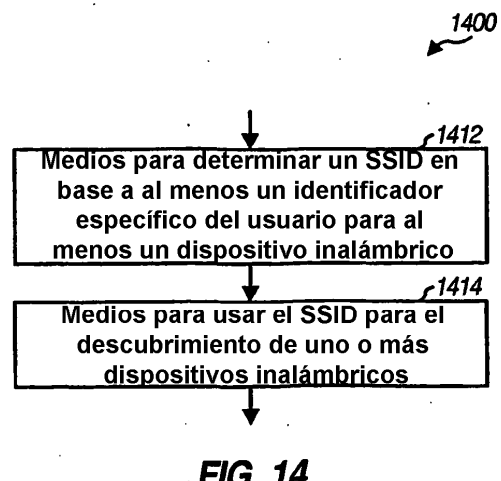 1400
1412
Medios para determinar un SSID en
base a al menos un identificador
específico del usuario para al
menos un dispositivo inalámbrico
1414
Medios para usar el SSID para el
descubrimiento de uno o más
dispositivos inalámbricos
FIG. 14